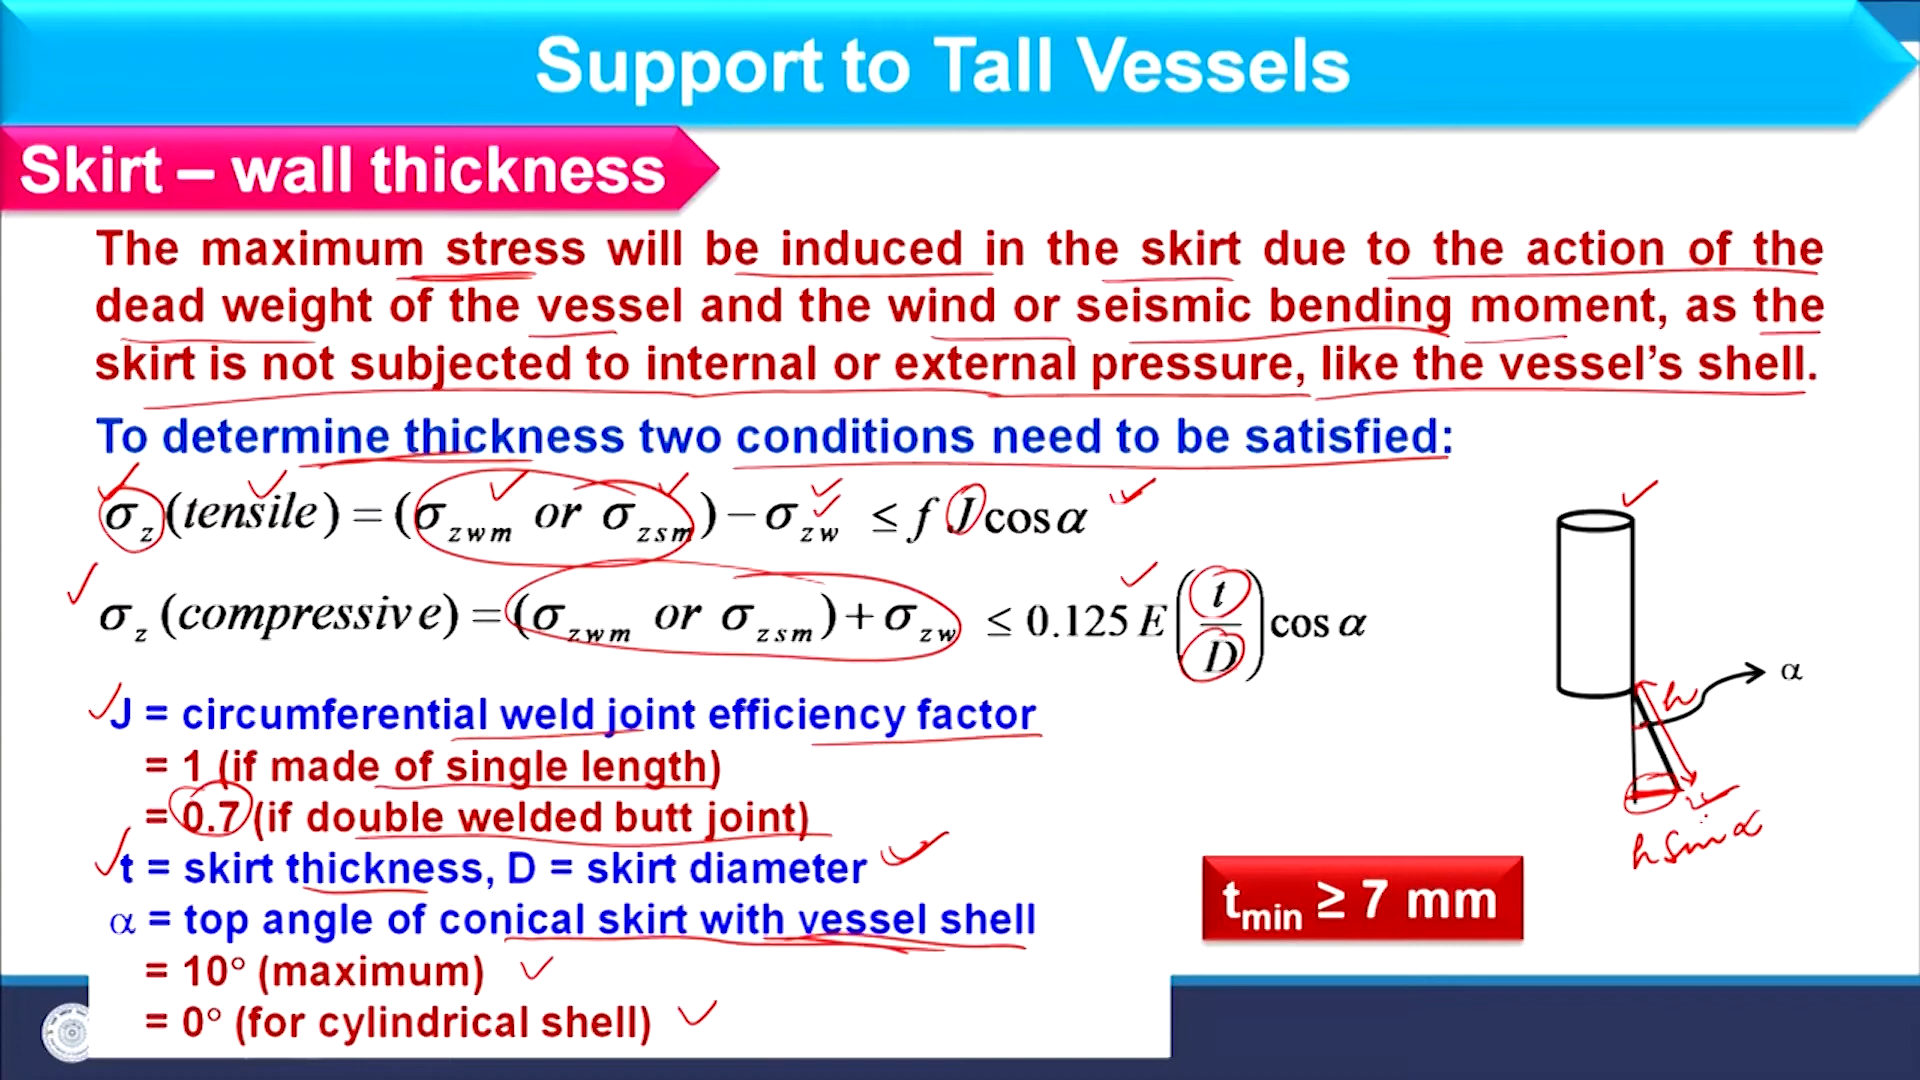 Support to Tall Vessels
Skirt – wall thickness
The maximum stress will be induced in the skirt due to the action of the
dead weight of the vessel and the wind or seismic bending moment, as the
skirt is not subjected to internal or external pressure, like the vessel's shell.
To determine thickness two conditions need to be satisfied:
σz (tensile) = (σzwm or σzsm) − σzw ≤ f J cos α
σz (compressive) = (σzwm or σzsm) + σzw ≤ 0.125 E (t/D) cos α
J = circumferential weld joint efficiency factor
= 1 (if made of single length)
= 0.7 (if double welded butt joint)
t = skirt thickness, D = skirt diameter
α = top angle of conical skirt with vessel shell
= 10° (maximum)
= 0° (for cylindrical shell)
α
h
h sin α
tmin ≥ 7 mm